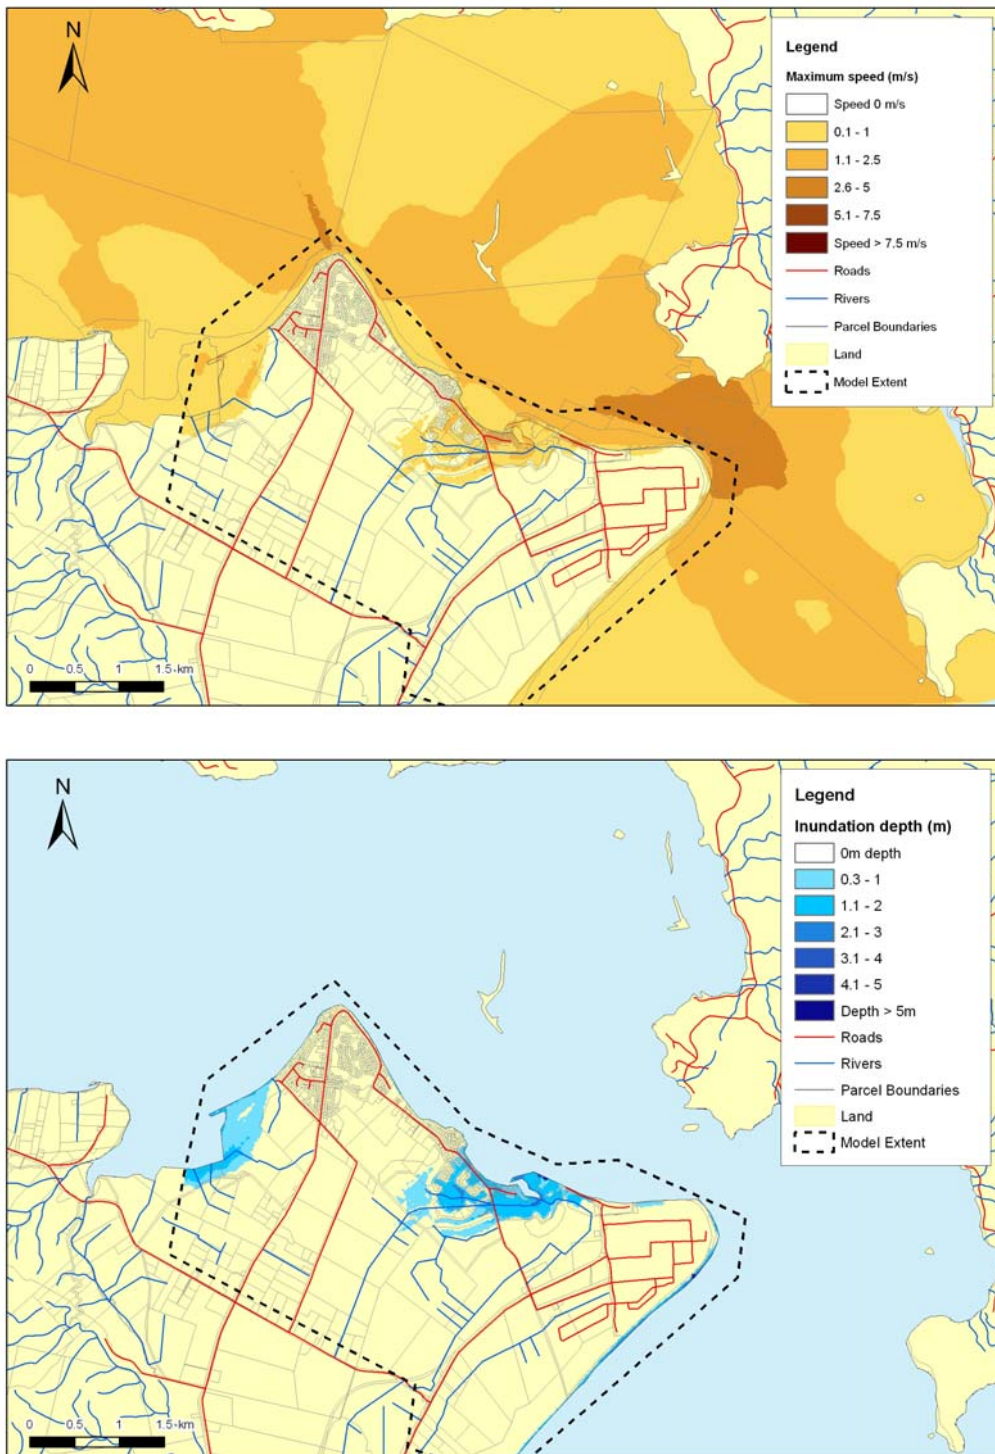 N
Legend
Maximum speed (m/s)
Speed 0 m/s
0.1 - 1
1.1 - 2.5
2.6 - 5
5.1 - 7.5
Speed > 7.5 m/s
Roads
Rivers
Parcel Boundaries
Land
Model Extent
0 0.5 1 1.5 km
N
Legend
Inundation depth (m)
0m depth
0.3 - 1
1.1 - 2
2.1 - 3
3.1 - 4
4.1 - 5
Depth > 5m
Roads
Rivers
Parcel Boundaries
Land
Model Extent
0 0.5 1 1.5 km